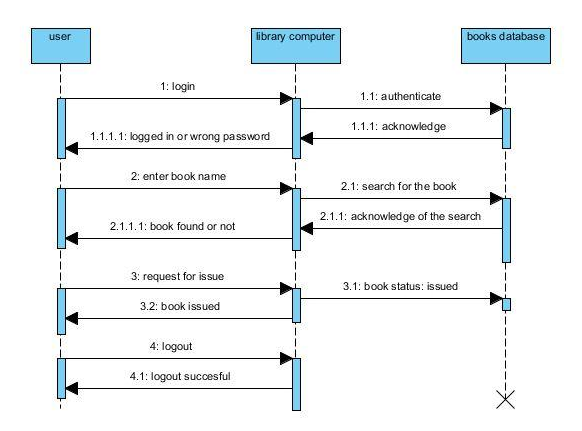 user
library computer
books database
1: login
1.1: authenticate
1.1.1: acknowledge
1.1.1.1: logged in or wrong password
2: enter book name
2.1: search for the book
2.1.1: acknowledge of the search
2.1.1.1: book found or not
3: request for issue
3.1: book status: issued
3.2: book issued
4: logout
4.1: logout succesful